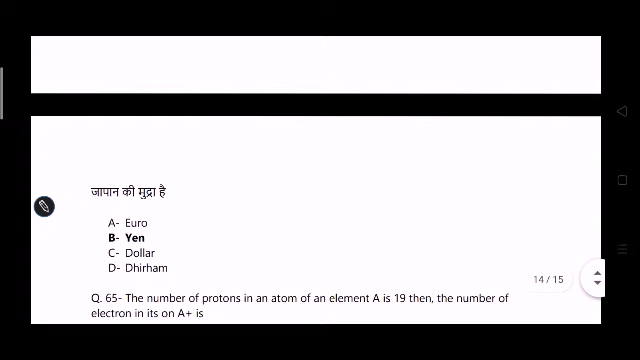 जापान की मुद्रा है
A- Euro
B- Yen
C- Dollar
D- Dhirham
14 / 15
Q. 65- The number of protons in an atom of an element A is 19 then, the number of
electron in its on A+ is